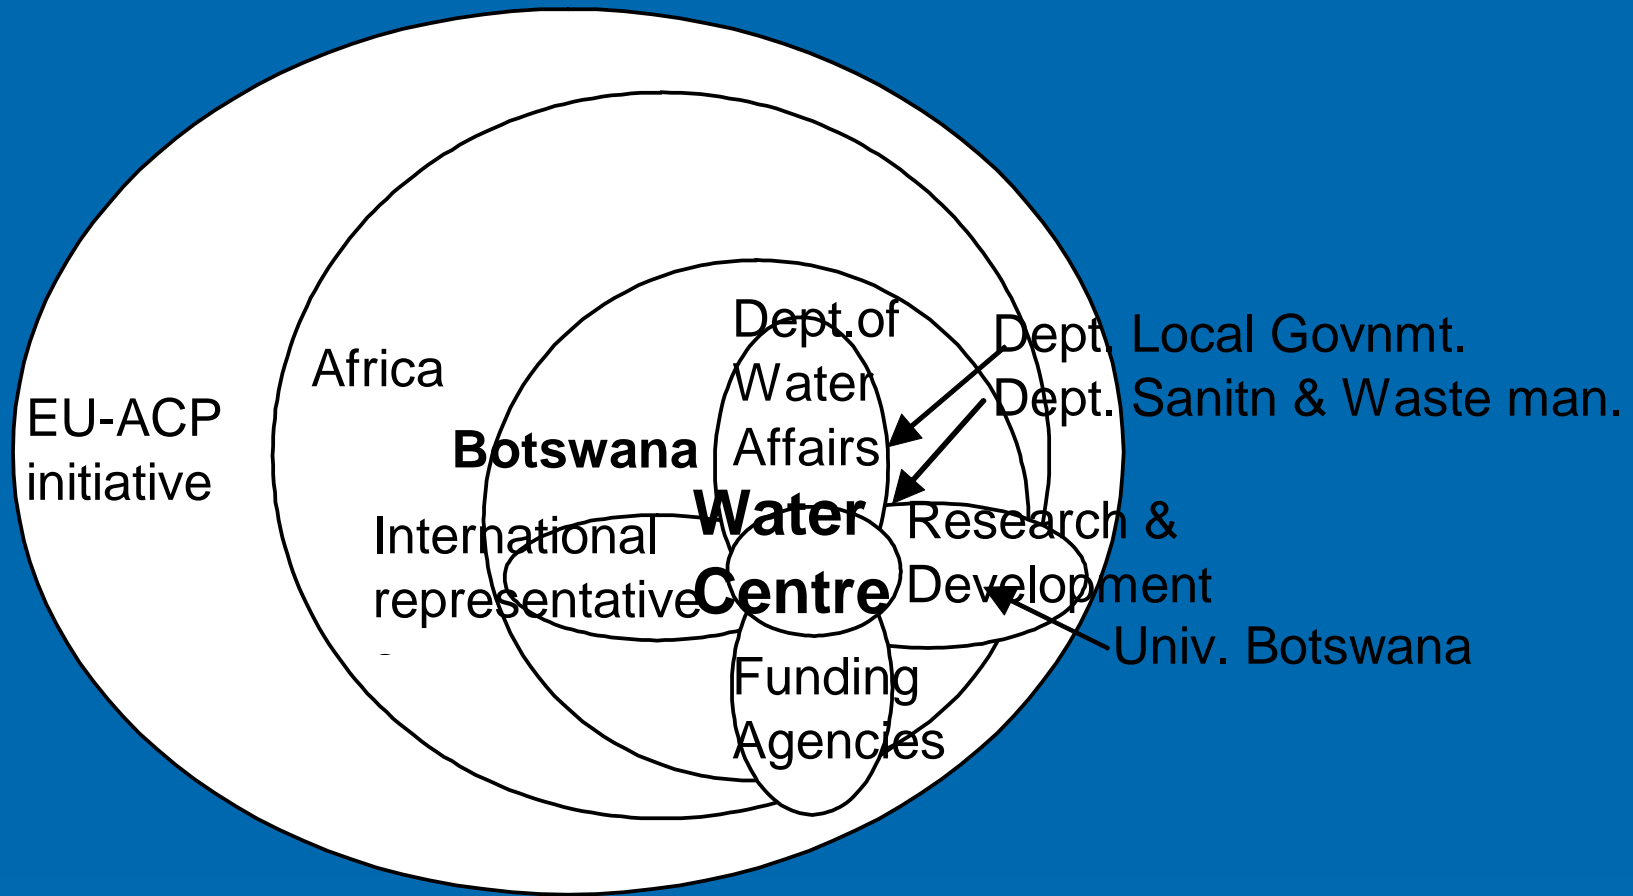 Dept.of
Water
Affairs
Dept. Local Govnmt.
Dept. Sanitn & Waste man.
Africa
EU-ACP
initiative
Botswana
Water
Centre
International
representative
Research &
Development
Univ. Botswana
Funding
Agencies